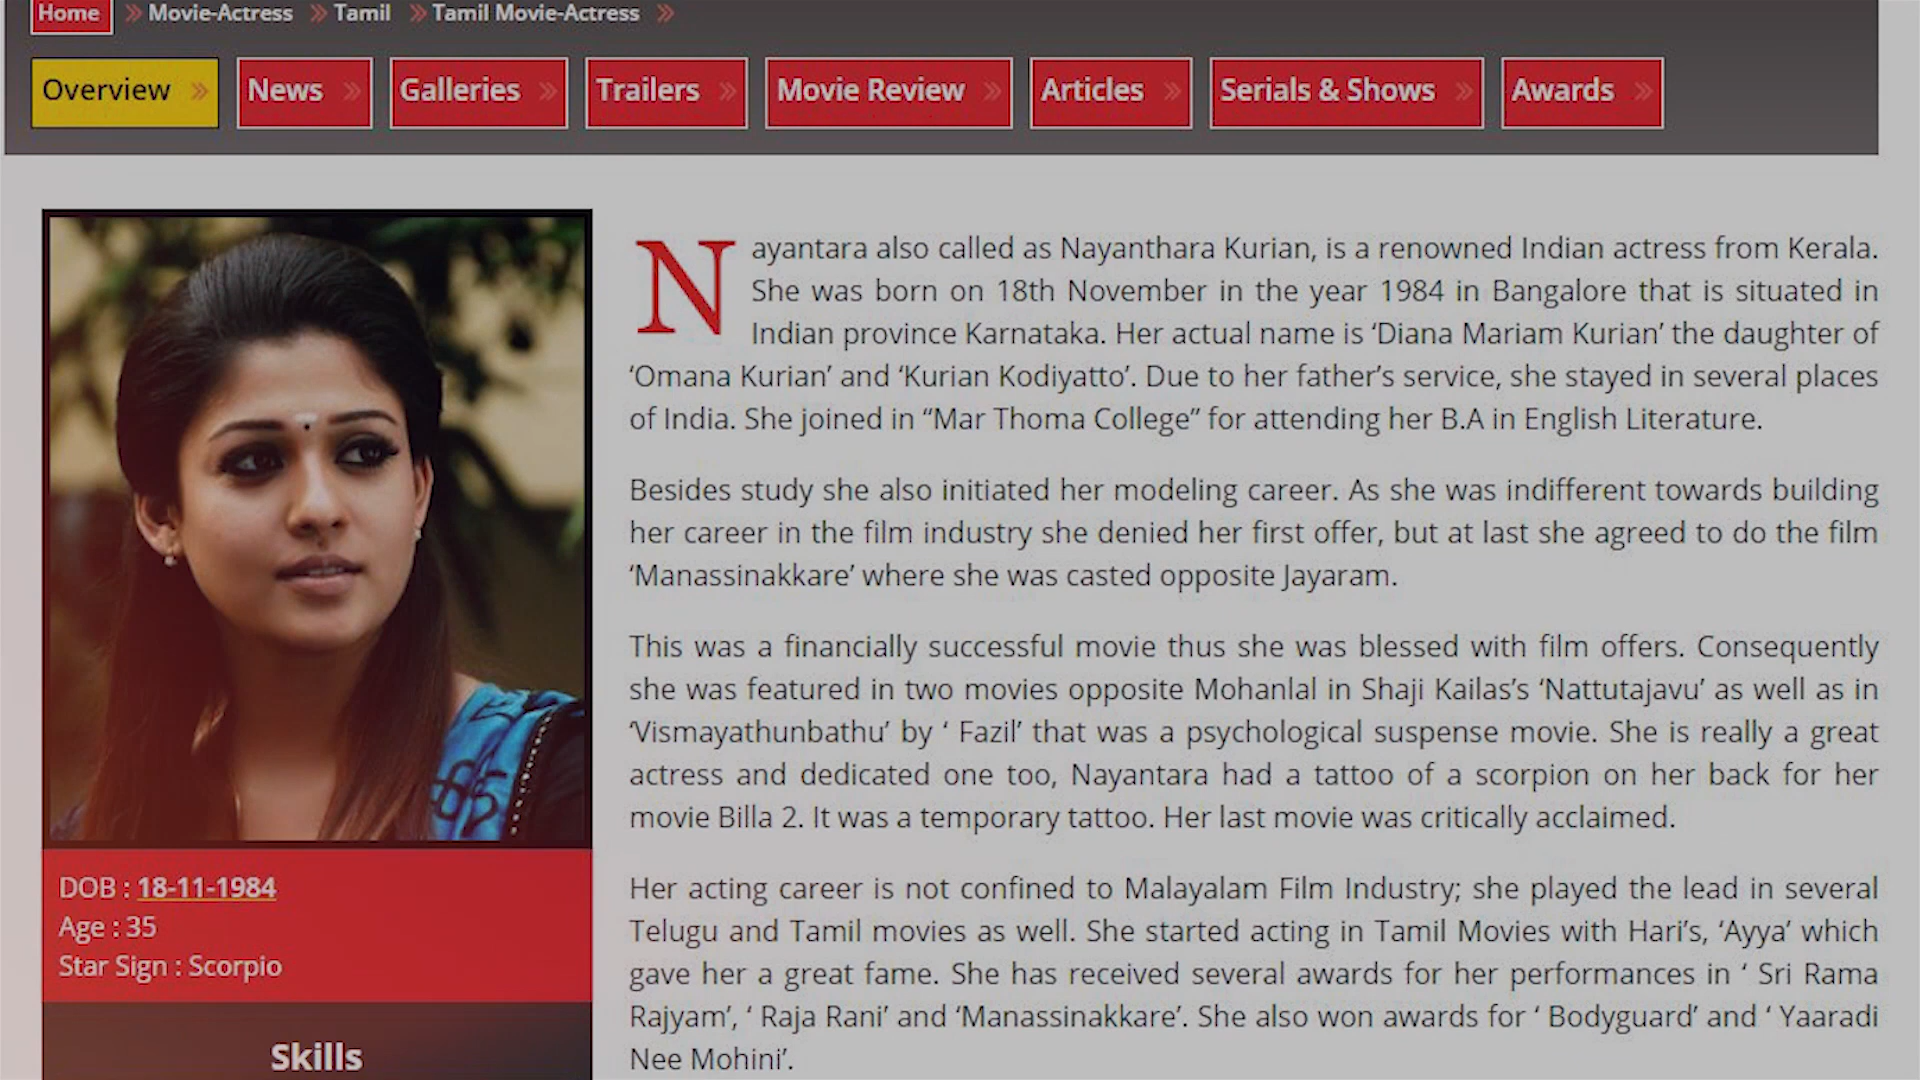 Home » Movie-Actress » Tamil » Tamil Movie-Actress »
Overview » News » Galleries » Trailers » Movie Review » Articles » Serials & Shows » Awards »
Nayantara also called as Nayanthara Kurian, is a renowned Indian actress from Kerala.
She was born on 18th November in the year 1984 in Bangalore that is situated in
Indian province Karnataka. Her actual name is ‘Diana Mariam Kurian’ the daughter of
‘Omana Kurian’ and ‘Kurian Kodiyatto’. Due to her father’s service, she stayed in several places
of India. She joined in “Mar Thoma College” for attending her B.A in English Literature.
Besides study she also initiated her modeling career. As she was indifferent towards building
her career in the film industry she denied her first offer, but at last she agreed to do the film
‘Manassinakkare’ where she was casted opposite Jayaram.
This was a financially successful movie thus she was blessed with film offers. Consequently
she was featured in two movies opposite Mohanlal in Shaji Kailas’s ‘Nattutajavu’ as well as in
‘Vismayathunbathu’ by ‘ Fazil’ that was a psychological suspense movie. She is really a great
actress and dedicated one too, Nayantara had a tattoo of a scorpion on her back for her
movie Billa 2. It was a temporary tattoo. Her last movie was critically acclaimed.
Her acting career is not confined to Malayalam Film Industry; she played the lead in several
Telugu and Tamil movies as well. She started acting in Tamil Movies with Hari’s, ‘Ayya’ which
gave her a great fame. She has received several awards for her performances in ‘ Sri Rama
Rajyam’, ‘ Raja Rani’ and ‘Manassinakkare’. She also won awards for ‘ Bodyguard’ and ‘ Yaaradi
Nee Mohini’.
DOB : 18-11-1984
Age : 35
Star Sign : Scorpio
Skills